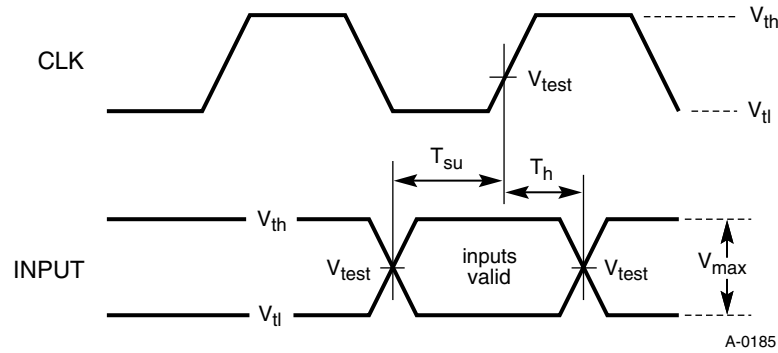 V_th
CLK
V_test
V_tl
T_su
T_h
V_th
INPUT
V_test
inputs
valid
V_test
V_max
V_tl
A-0185